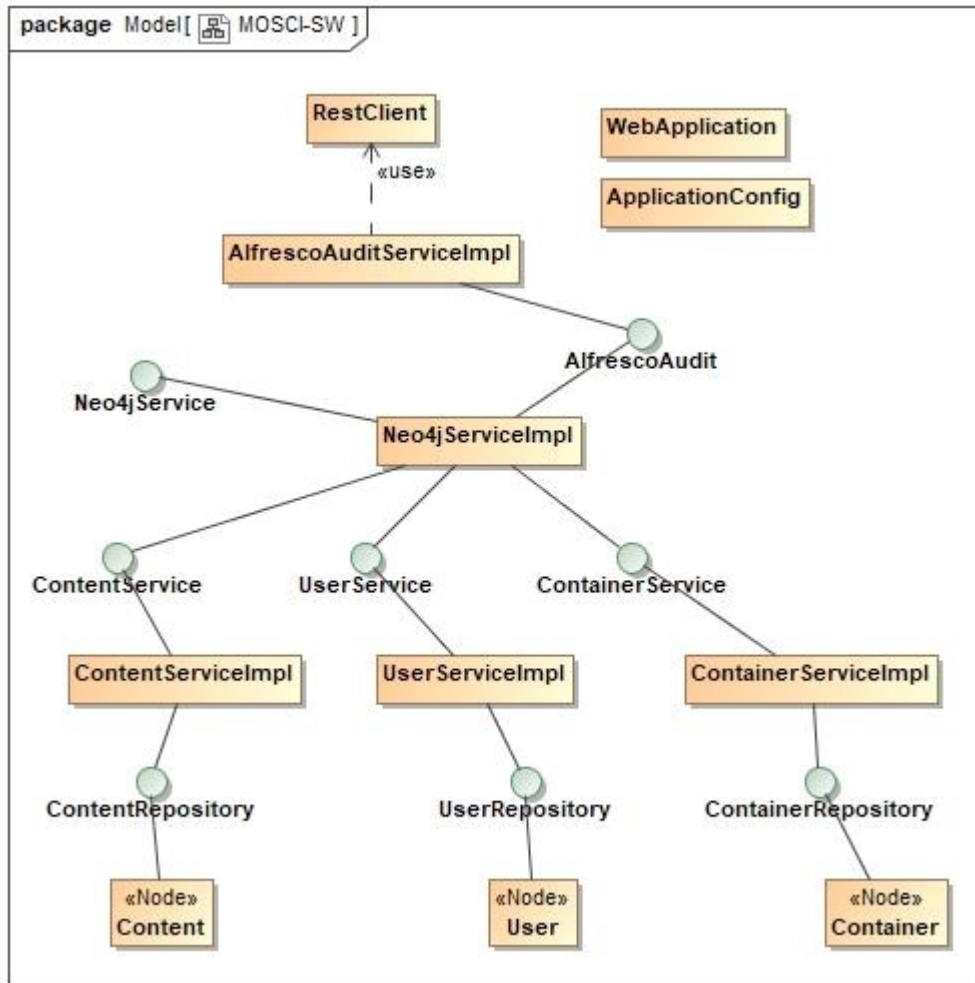 package Model[ MOSCI-SW ]
RestClient
WebApplication
«use»
ApplicationConfig
AlfrescoAuditServiceImpl
AlfrescoAudit
Neo4jService
Neo4jServiceImpl
ContentService
UserService
ContainerService
ContentServiceImpl
UserServiceImpl
ContainerServiceImpl
ContentRepository
UserRepository
ContainerRepository
«Node»
Content
«Node»
User
«Node»
Container